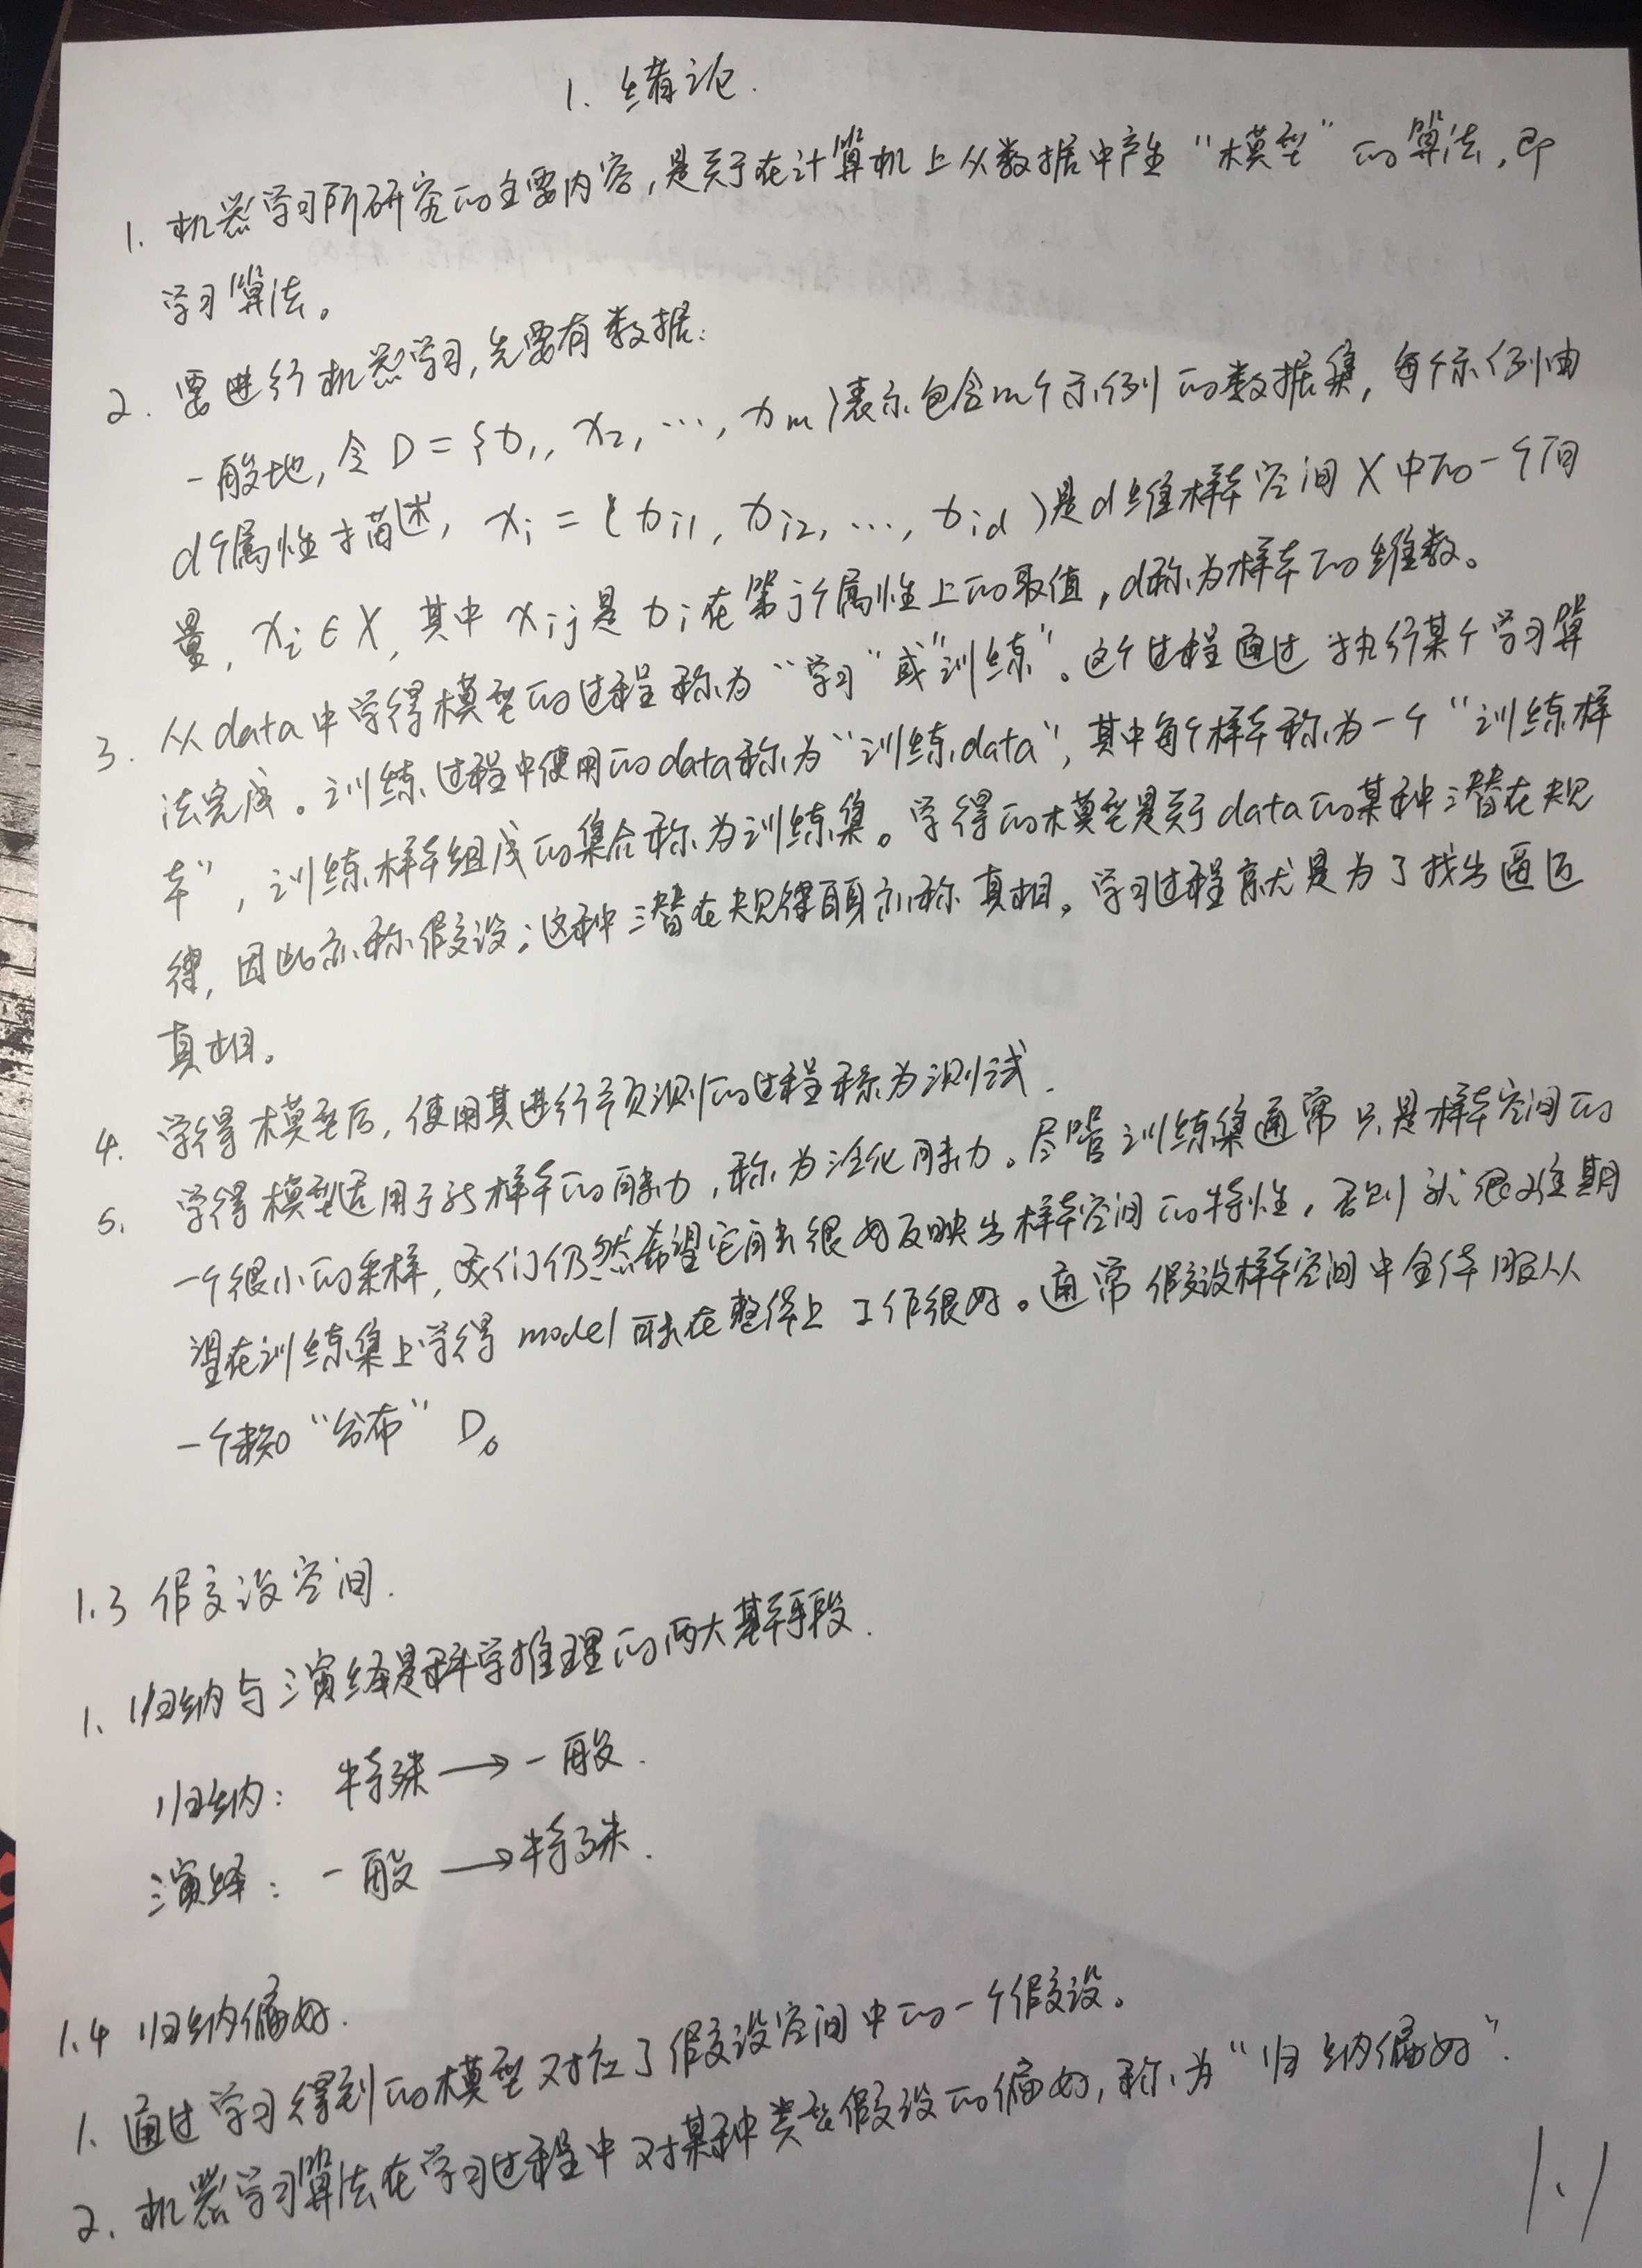 1. 绪论.
1. 机器学习所研究的主要内容,是关于在计算机上从数据中产生“模型”的算法,即
学习算法。
2. 要进行机器学习,先要有数据:
一般地,令 D = {x1, x2, …, xm}表示包含m个示例的数据集,每个示例由
d个属性描述, xi = (xi1, xi2, …, xid)是d维样本空间X中的一个向
量, xi ∈ X, 其中 xij 是 xi 在第j个属性上的取值,d称为样本的维数。
3. 从data中学得模型的过程称为“学习”或“训练”。这个过程通过执行某个学习算
法完成。训练过程中使用的data称为“训练data”,其中每个样本称为一个“训练样
本”,训练样本组成的集合称为训练集。学得的模型是关于data的某种潜在规
律,因此亦称假设;这种潜在规律自身亦称真相。学习过程就是为了找出逼近
真相。
4. 学得模型后,使用其进行预测的过程称为测试.
5. 学得模型适用于新样本的能力,称为泛化能力。尽管训练集通常只是样本空间的
一个很小的采样,我们仍然希望它能很好反映出样本空间的特性,否则就很难期
望在训练集上学得model能在整体上工作很好。通常假设样本空间中全体服从
一个未知“分布” D。
1.3 假设空间.
1. 归纳与演绎是科学推理的两大基本手段.
归纳: 特殊 → 一般.
演绎: 一般 → 特殊.
1.4 归纳偏好.
1. 通过学习得到的模型对应了假设空间中的一个假设。
2. 机器学习算法在学习过程中对某种类型假设的偏好,称为“归纳偏好”.
1.1